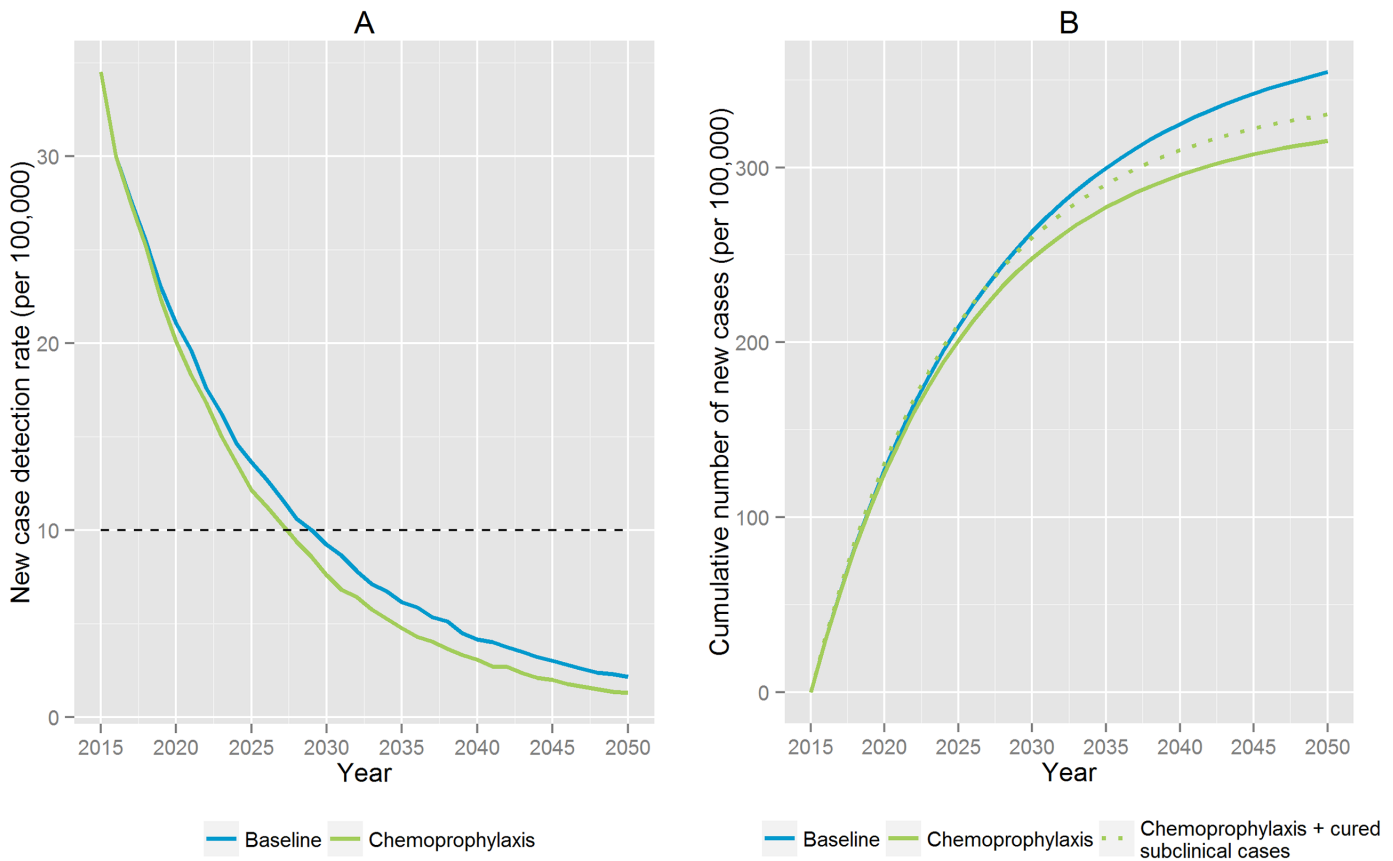 A
New case detection rate (per 100,000)
30
20
10
0
2015 2020 2025 2030 2035 2040 2045 2050
Year
Baseline Chemoprophylaxis
B
Cumulative number of new cases (per 100,000)
300
200
100
0
2015 2020 2025 2030 2035 2040 2045 2050
Year
Baseline Chemoprophylaxis Chemoprophylaxis + cured
subclinical cases